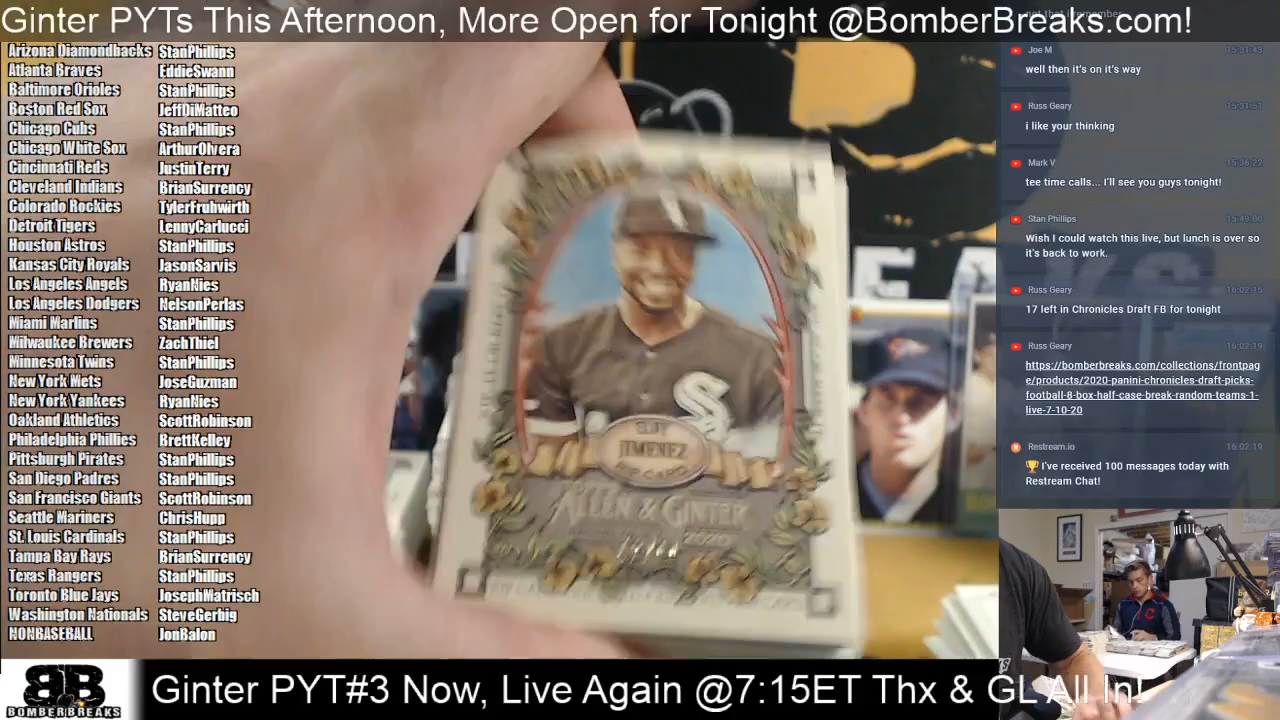 Ginter PYTs This Afternoon, More Open for Tonight @BomberBreaks.com!
Arizona Diamondbacks StanPhillips
Atlanta Braves EddieSwann
Baltimore Orioles StanPhillips
Boston Red Sox JeffDiMatteo
Chicago Cubs StanPhillips
Chicago White Sox ArthurOlvera
Cincinnati Reds JustinTerry
Cleveland Indians BrianSurrency
Colorado Rockies TylerFruhwirth
Detroit Tigers LennyCarlucci
Houston Astros StanPhillips
Kansas City Royals JasonSarvis
Los Angeles Angels RyanNies
Los Angeles Dodgers NelsonPerlas
Miami Marlins StanPhillips
Milwaukee Brewers ZachThiel
Minnesota Twins StanPhillips
New York Mets JoseGuzman
New York Yankees RyanNies
Oakland Athletics ScottRobinson
Philadelphia Phillies BrettKelley
Pittsburgh Pirates StanPhillips
San Diego Padres StanPhillips
San Francisco Giants ScottRobinson
Seattle Mariners ChrisHupp
St. Louis Cardinals StanPhillips
Tampa Bay Rays BrianSurrency
Texas Rangers StanPhillips
Toronto Blue Jays JosephMatrisch
Washington Nationals SteveGerbig
NONBASEBALL JonBalon
ELOY
JIMENEZ
RIP CARD
ALLEN & GINTER
2020
not that i remember
Joe M 15:31:43
well then it's on it's way
Russ Geary 15:31:51
i like your thinking
Mark V 15:36:22
tee time calls... I'll see you guys tonight!
Stan Phillips 15:49:00
Wish I could watch this live, but lunch is over so
it's back to work.
Russ Geary 16:02:15
17 left in Chronicles Draft FB for tonight
Russ Geary 16:02:19
https://bomberbreaks.com/collections/frontpag
e/products/2020-panini-chronicles-draft-picks-
football-8-box-half-case-break-random-teams-1-
live-7-10-20
Restream.io 16:02:19
🏆 I've received 100 messages today with
Restream Chat!
BB
BOMBERBREAKS
Ginter PYT#3 Now, Live Again @7:15ET Thx & GL All In!